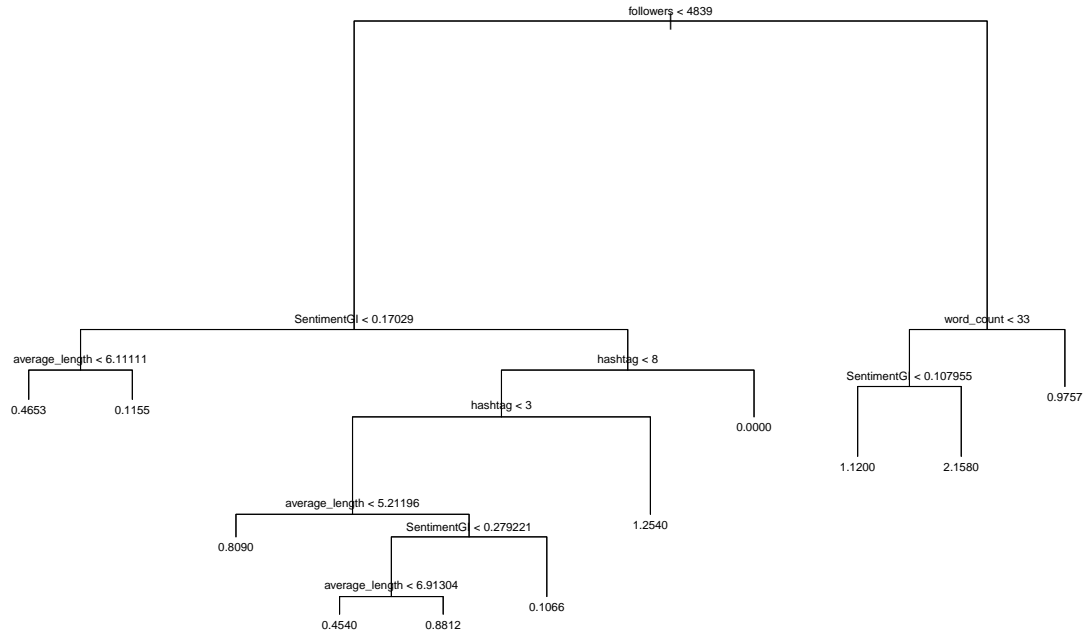 followers < 4839
SentimentGI < 0.17029
word_count < 33
average_length < 6.11111
hashtag < 8
SentimentGI < 0.107955
0.9757
0.4653
0.1155
hashtag < 3
0.0000
1.1200
2.1580
average_length < 5.21196
1.2540
SentimentGI < 0.279221
0.8090
average_length < 6.91304
0.1066
0.4540
0.8812